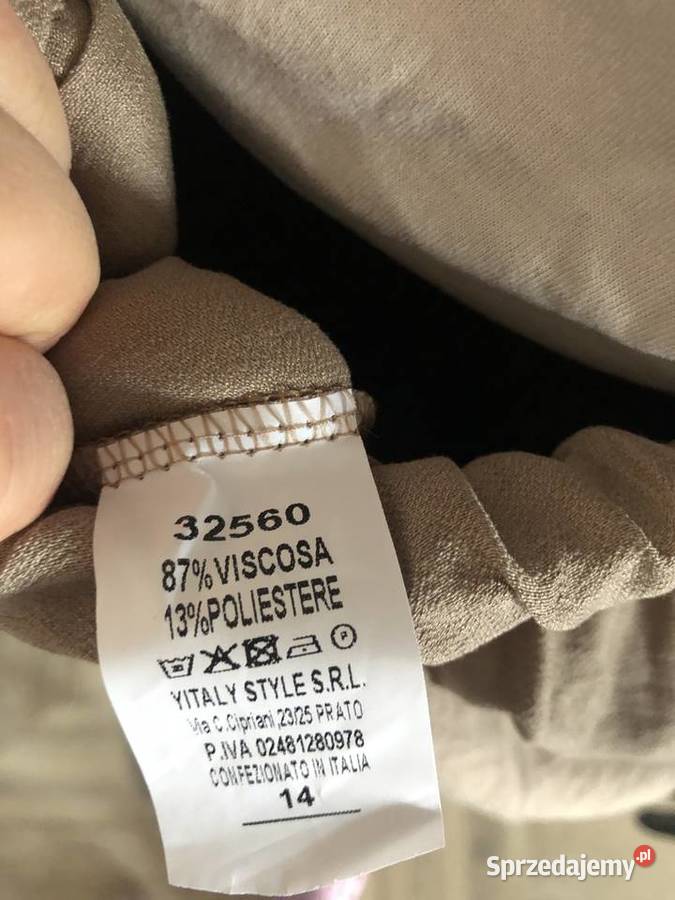 32560
87%VISCOSA
13%POLIESTERE
P
YITALY STYLE S.R.L.
Via C.Cipriani,23/25 PRATO
P.IVA 02481280978
CONFEZIONATO IN ITALIA
14
Sprzedajemy.pl